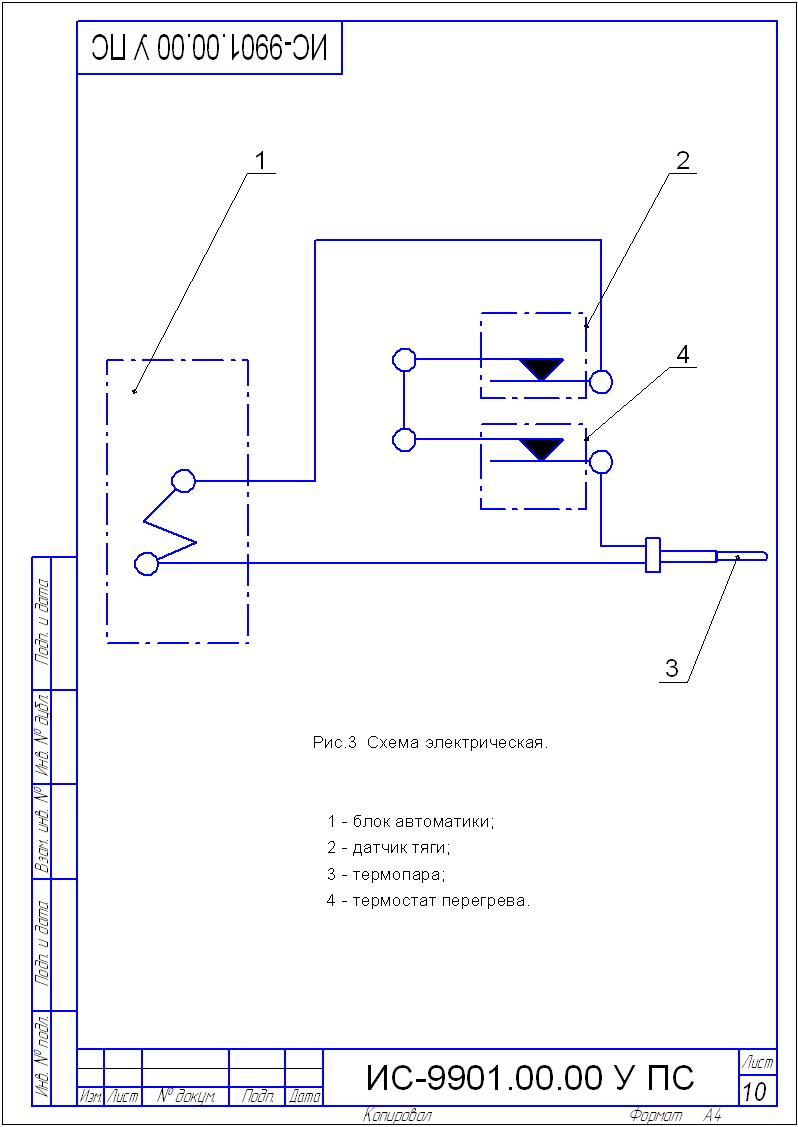 ИС-9901.00.00 У ПС
1
2
4
3
Рис.3 Схема электрическая.
1 - блок автоматики;
2 - датчик тяги;
3 - термопара;
4 - термостат перегрева.
Подп. и дата
Инв. № дубл.
Взам. инв. №
Подп. и дата
Инв. № подл.
Изм. Лист № докум. Подп. Дата
ИС-9901.00.00 У ПС
Лист
10
Копировал Формат А4